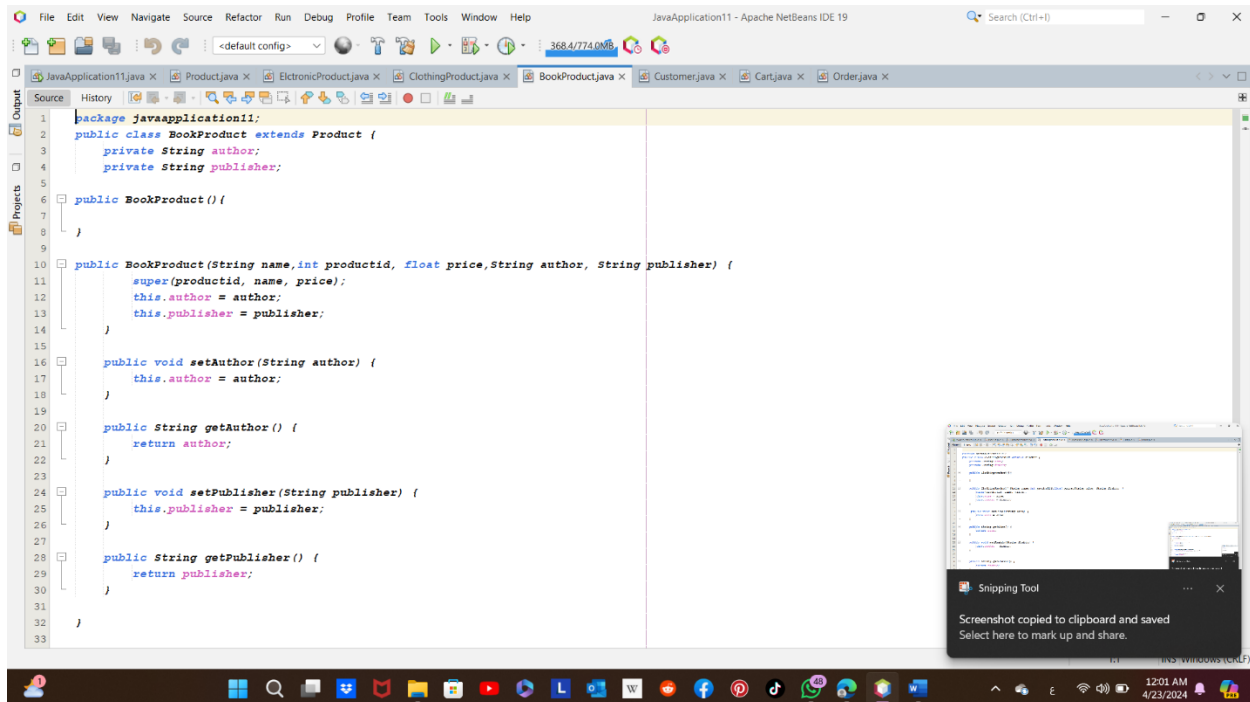 File Edit View Navigate Source Refactor Run Debug Profile Team Tools Window Help JavaApplication11 - Apache NetBeans IDE 19 Search (Ctrl+I)
<default config> 368.4/774.0MB
JavaApplication11.java Product.java ElctronicProduct.java ClothingProduct.java BookProduct.java Customer.java Cart.java Order.java
Source History
Output
Projects
1 package javaapplication11;
2 public class BookProduct extends Product {
3 private String author;
4 private String publisher;
5
6 public BookProduct(){
7
8 }
9
10 public BookProduct(String name,int productid, float price,String author, String publisher) {
11 super(productid, name, price);
12 this.author = author;
13 this.publisher = publisher;
14 }
15
16 public void setAuthor(String author) {
17 this.author = author;
18 }
19
20 public String getAuthor() {
21 return author;
22 }
23
24 public void setPublisher(String publisher) {
25 this.publisher = publisher;
26 }
27
28 public String getPublisher() {
29 return publisher;
30 }
31
32 }
33
Snipping Tool
Screenshot copied to clipboard and saved
Select here to mark up and share.
1:1 INS Windows (CRLF)
1 L W 48 ع 12:01 AM
4/23/2024